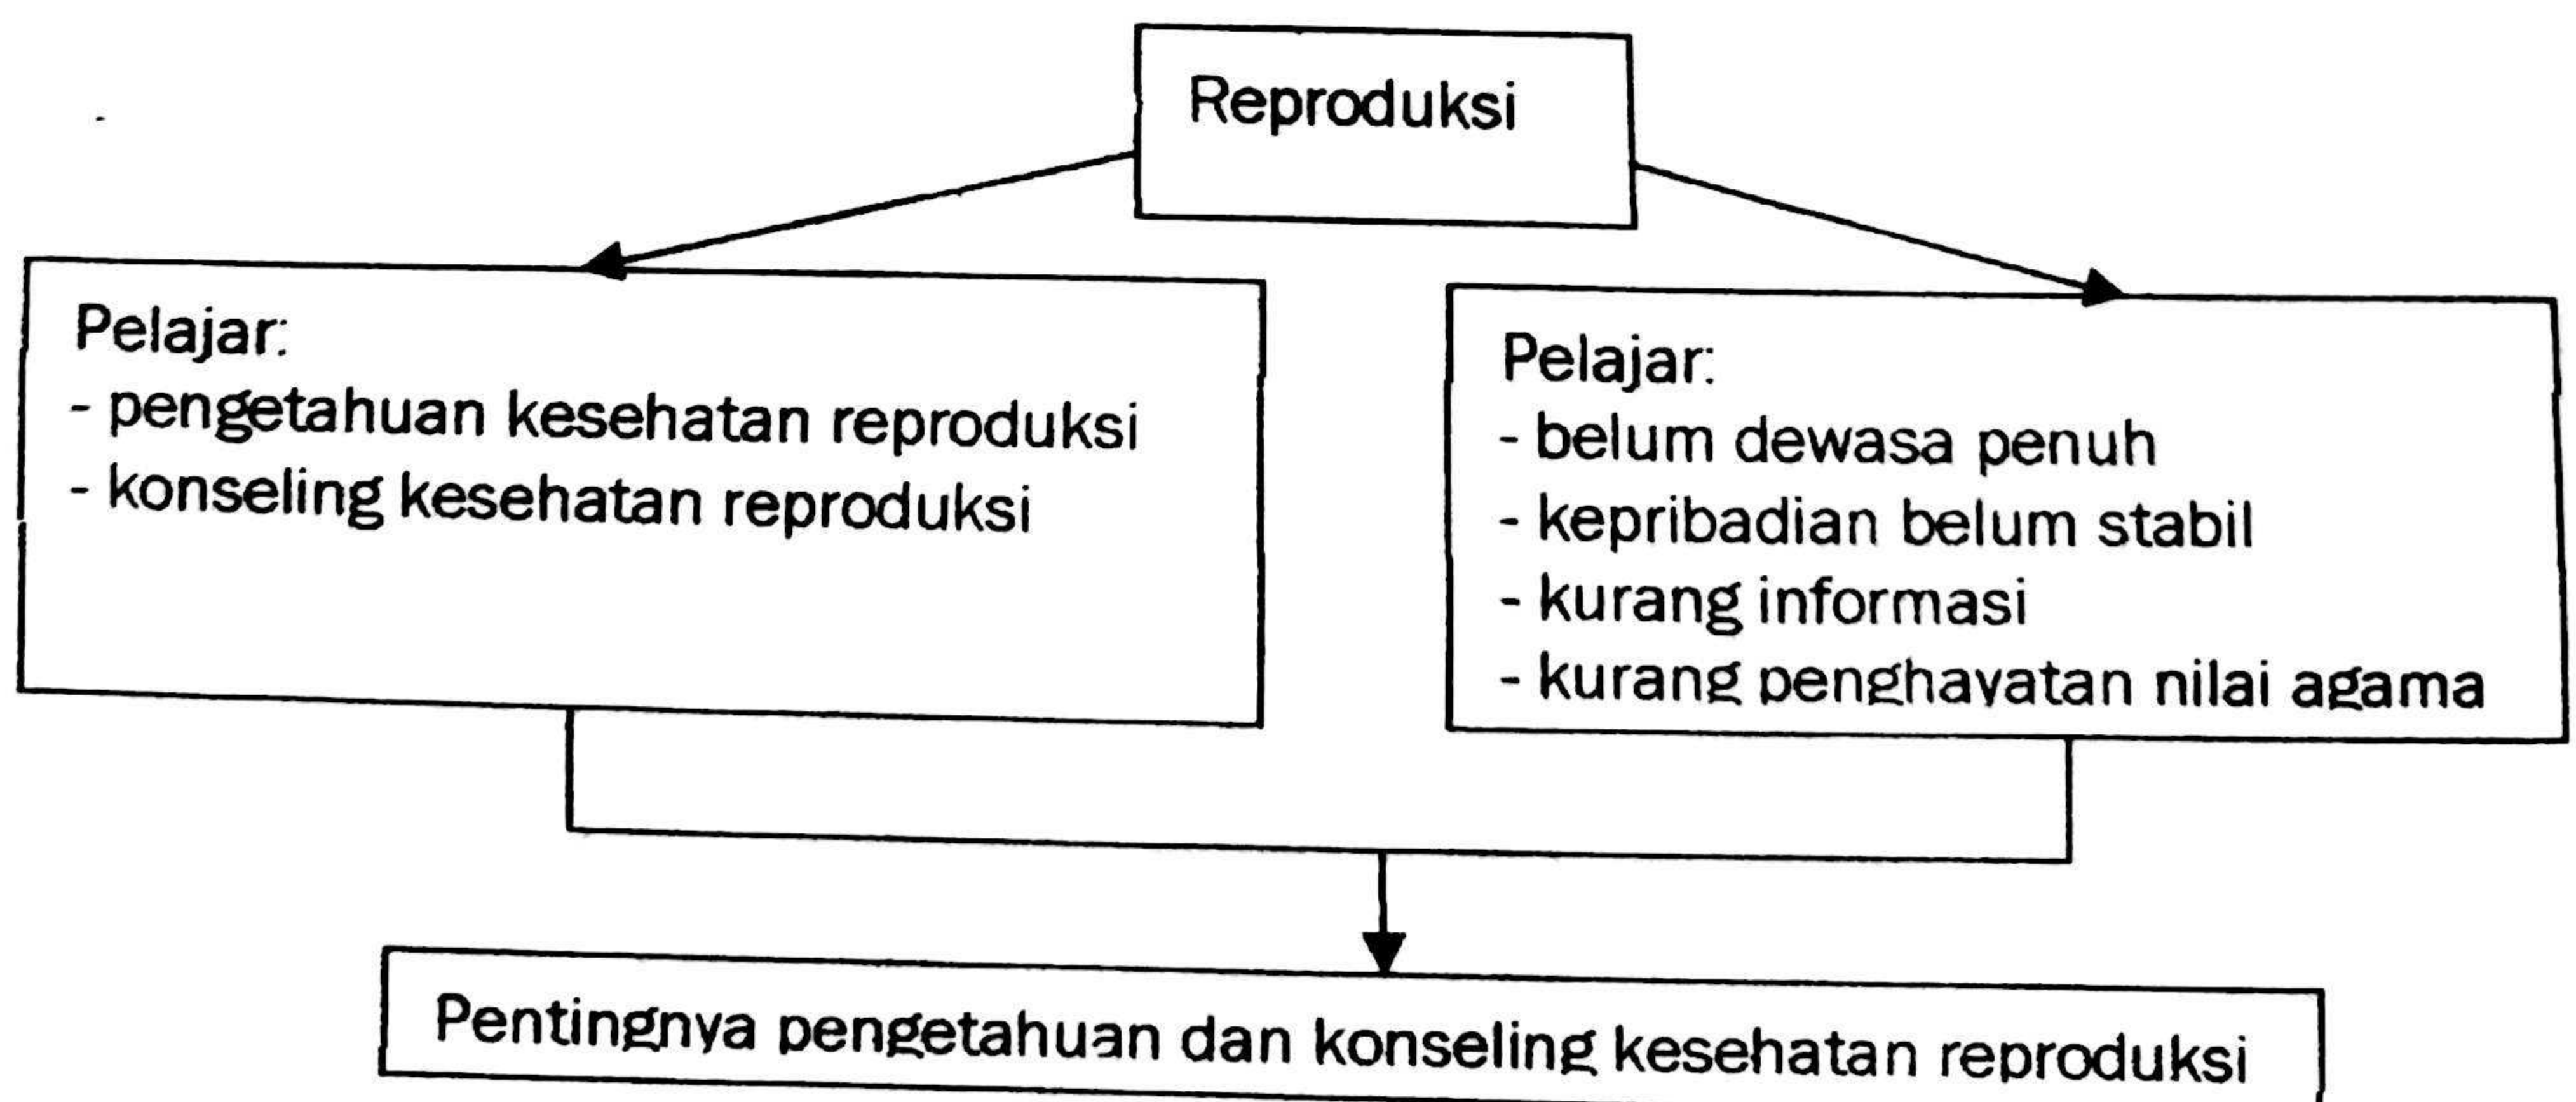 Reproduksi
Pelajar:
- pengetahuan kesehatan reproduksi
- konseling kesehatan reproduksi
Pelajar:
- belum dewasa penuh
- kepribadian belum stabil
- kurang informasi
- kurang penghayatan nilai agama
Pentingnya pengetahuan dan konseling kesehatan reproduksi